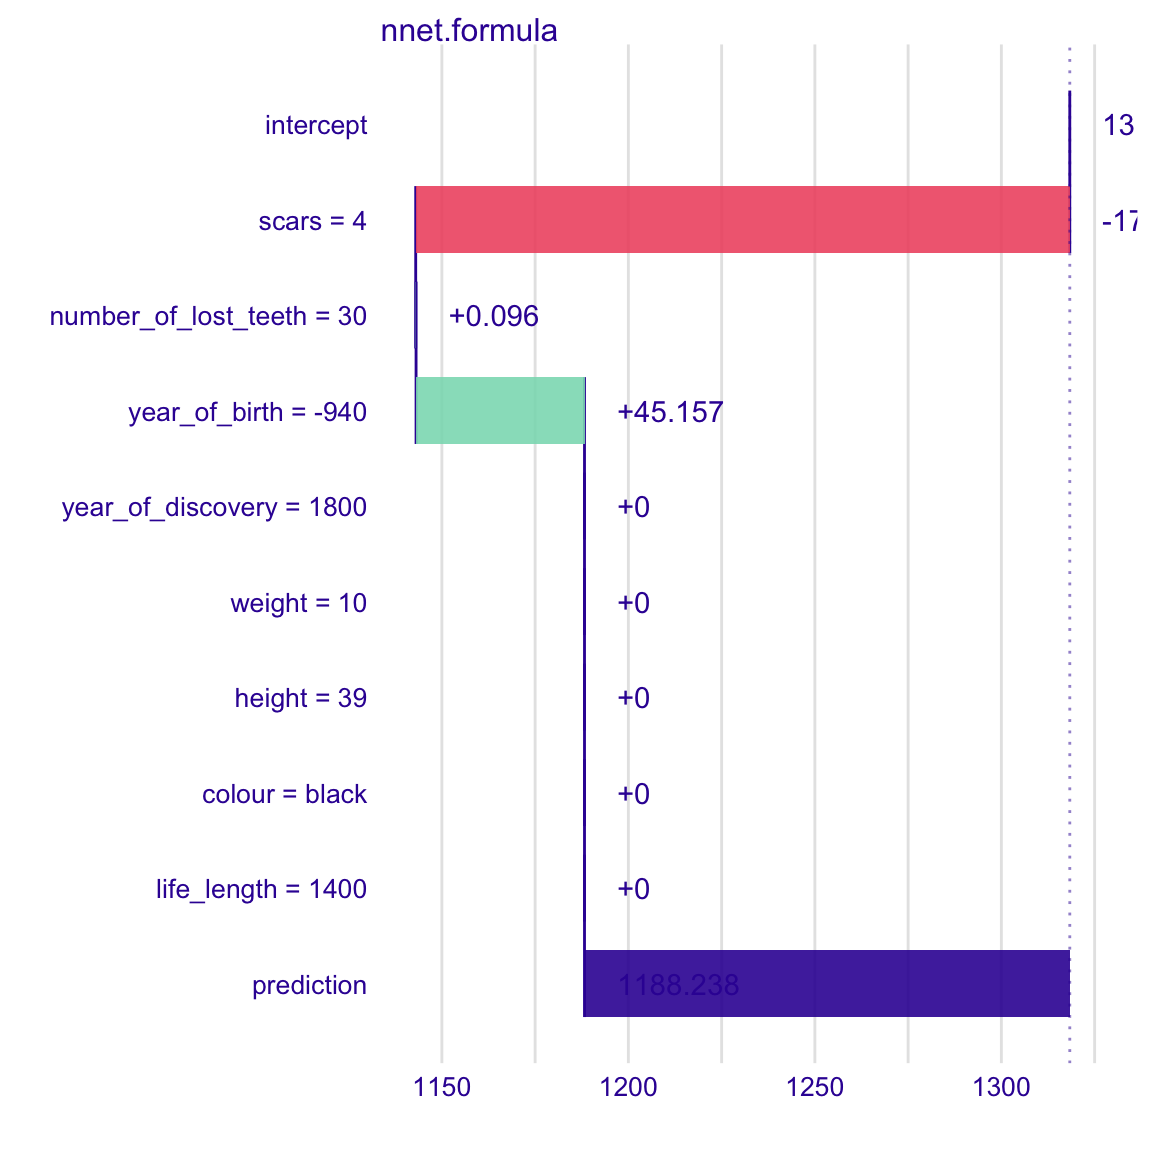 nnet.formula
intercept
13
scars = 4
-17
number_of_lost_teeth = 30
+0.096
year_of_birth = -940
+45.157
year_of_discovery = 1800
+0
weight = 10
+0
height = 39
+0
colour = black
+0
life_length = 1400
+0
prediction
1188.238
1150 1200 1250 1300